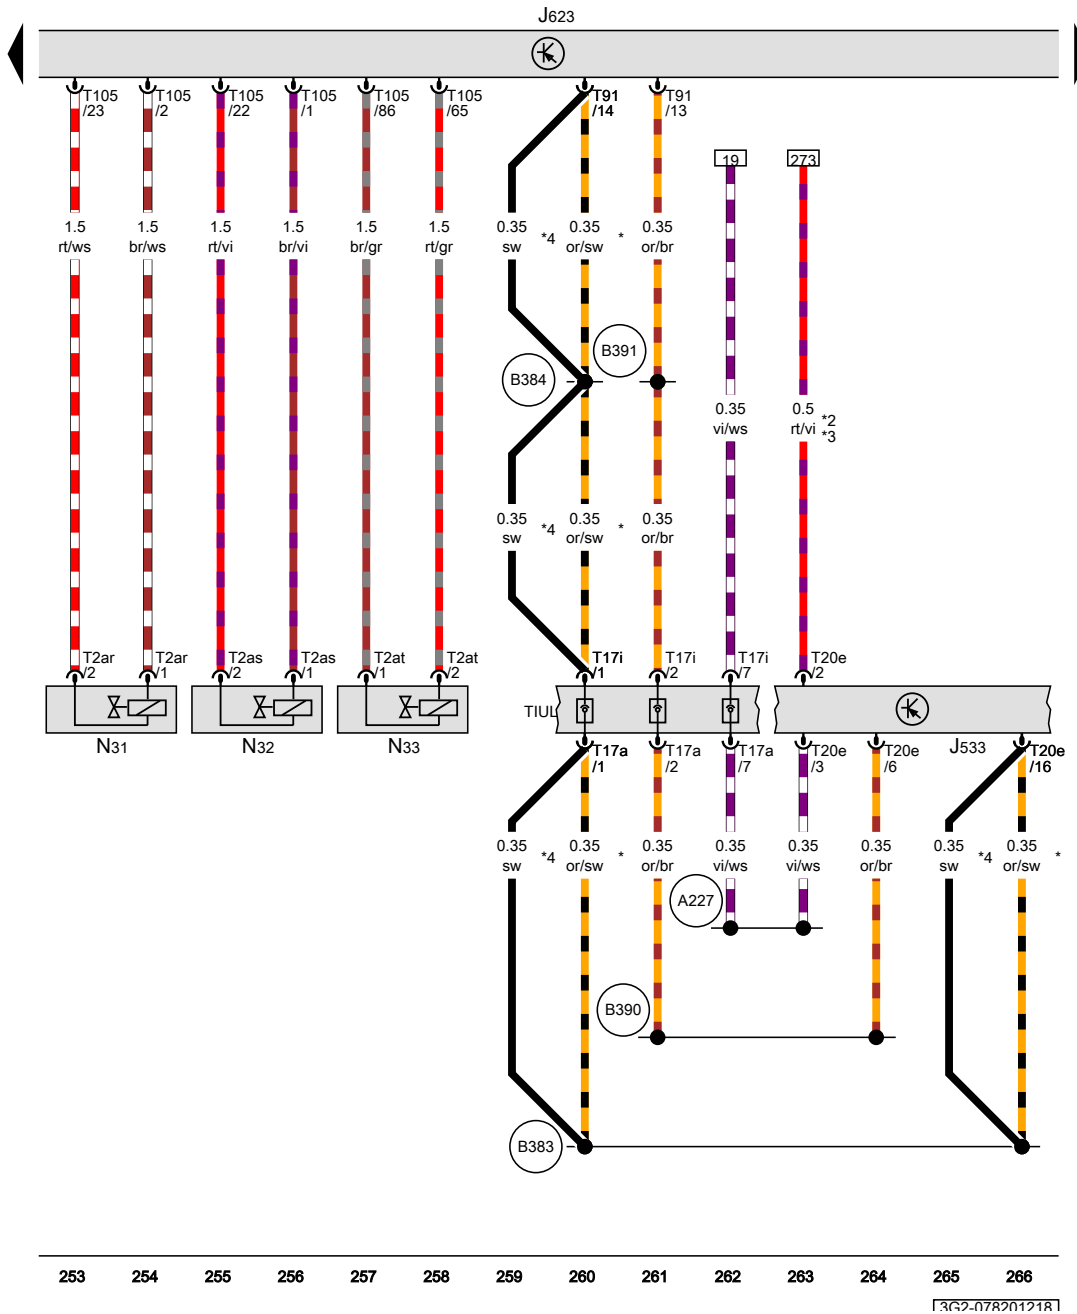 J623
T105 T105 T105 T105 T105 T105 T91 T91
/23 /2 /22 /1 /86 /65 /14 /13
19 273
1.5 1.5 1.5 1.5 1.5 1.5 0.35 0.35 0.35
rt/ws br/ws rt/vi br/vi br/gr rt/gr sw *4 or/sw * or/br
B391
B384
0.35 0.5 *2
vi/ws rt/vi *3
0.35 0.35 0.35
sw *4 or/sw * or/br
T2ar T2ar T2as T2as T2at T2at T17i T17i T17i T20e
/2 /1 /2 /1 /1 /2 /1 /2 /7 /2
TIUL
N31 N32 N33 J533
T17a T17a T17a T20e T20e T20e
/1 /2 /7 /3 /6 /16
0.35 0.35 0.35 0.35 0.35 0.35 0.35 0.35
sw *4 or/sw * or/br vi/ws vi/ws or/br sw *4 or/sw *
A227
B390
B383
253 254 255 256 257 258 259 260 261 262 263 264 265 266
3G2-078201218